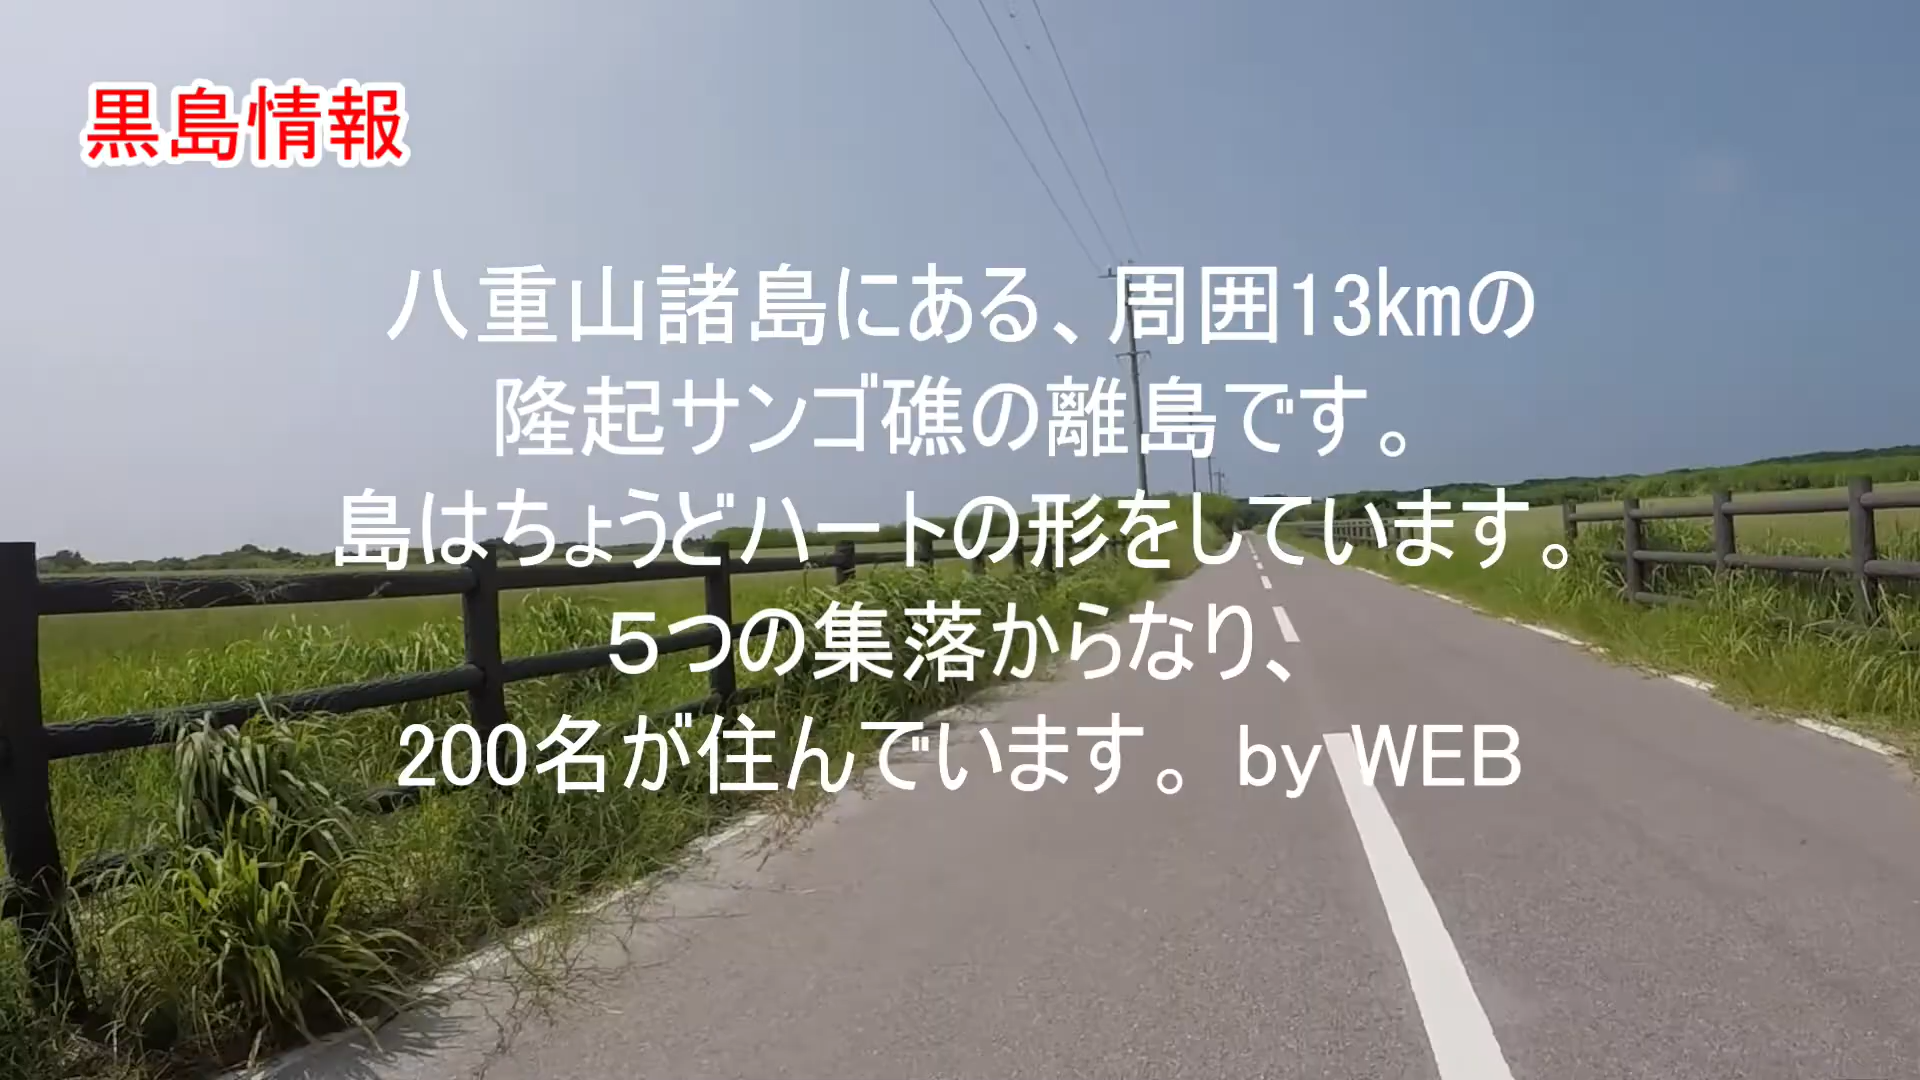 黒島情報
八重山諸島にある、周囲13kmの
隆起サンゴ礁の離島です。
島はちょうどハートの形をしています。
５つの集落からなり、
200名が住んでいます。by WEB